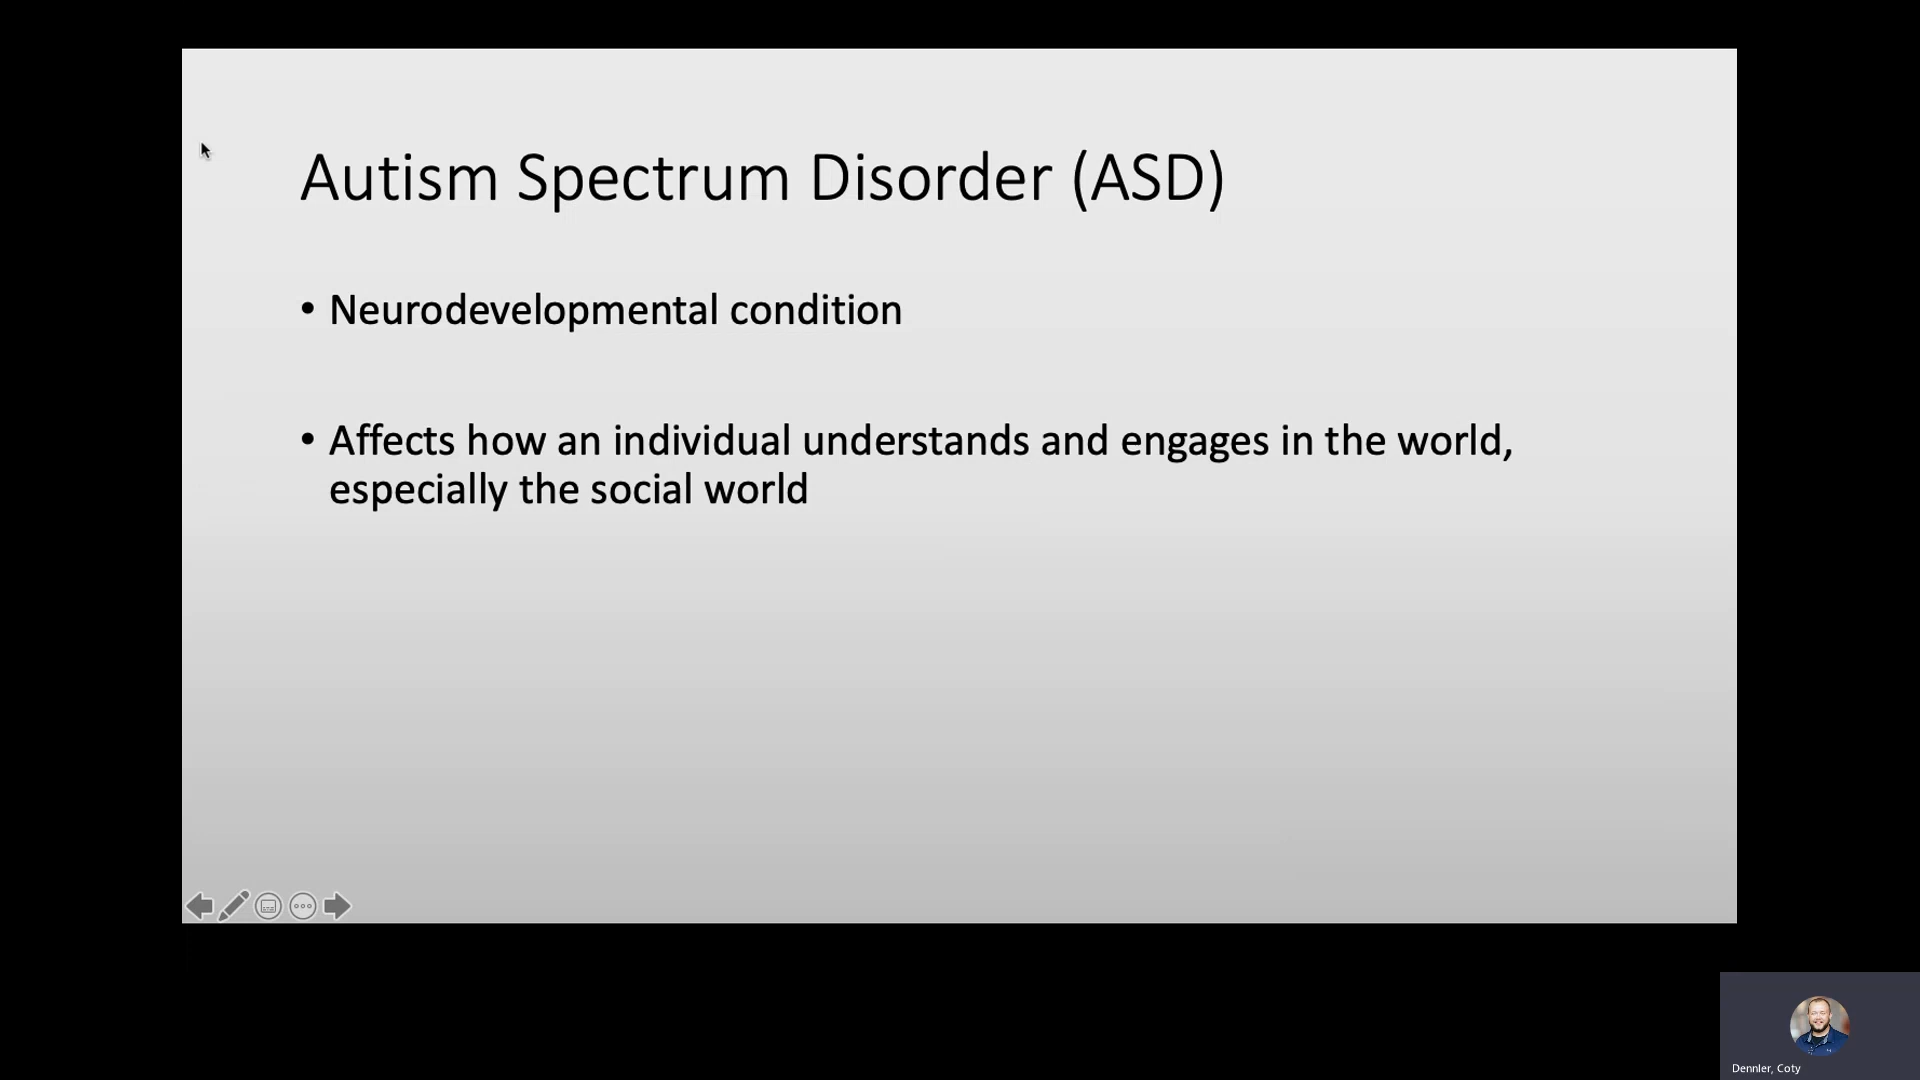 Autism Spectrum Disorder (ASD)
• Neurodevelopmental condition
• Affects how an individual understands and engages in the world,
especially the social world
Dennler, Coty